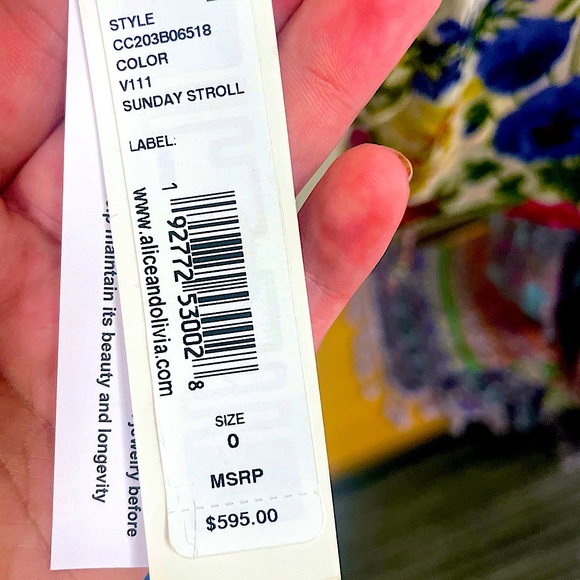 STYLE
CC203B06518
COLOR
V111
SUNDAY STROLL
LABEL:
1 92772 53002 8
www.aliceandolivia.com
SIZE
0
MSRP
$595.00
maintain its beauty and longevity
jewelry before